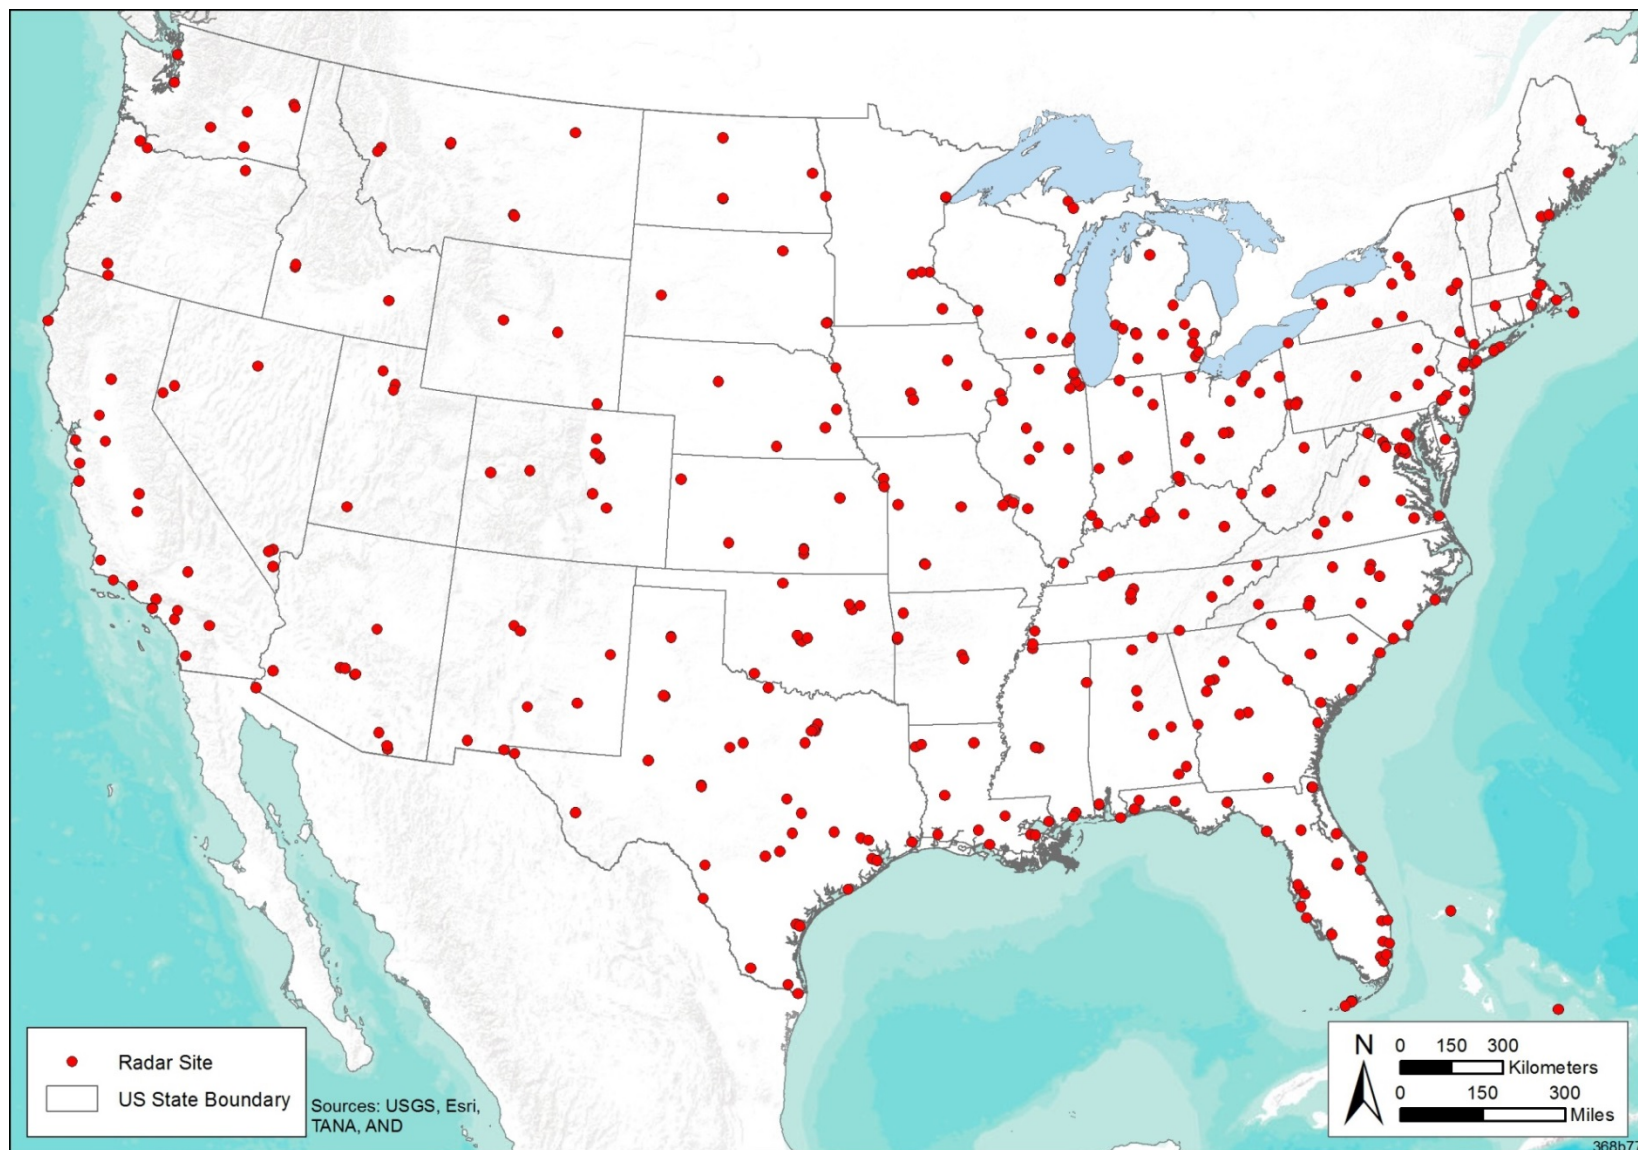 Radar Site
US State Boundary
Sources: USGS, Esri,
TANA, AND
N
0 150 300
Kilometers
0 150 300
Miles